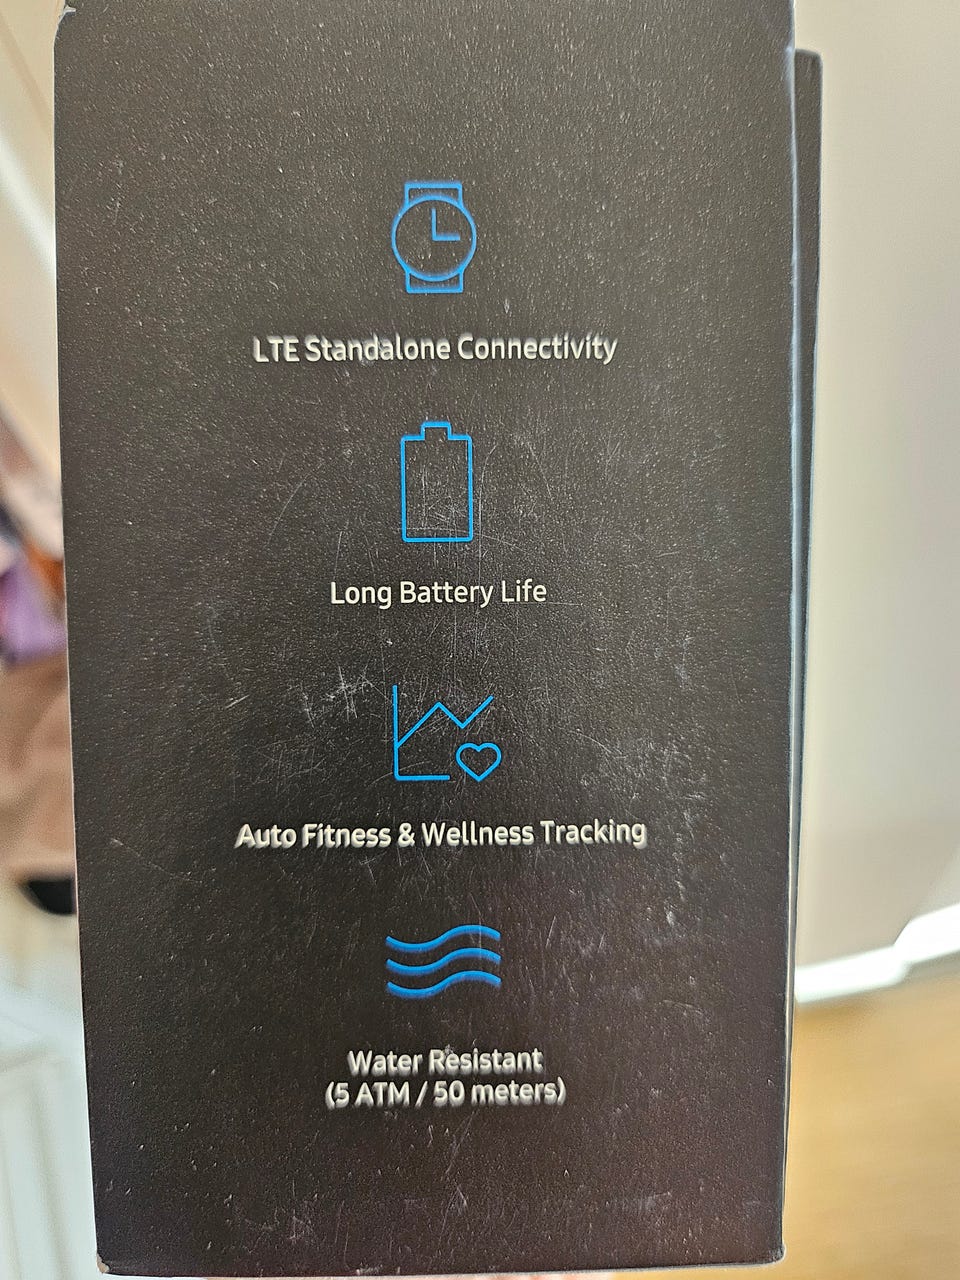 LTE Standalone Connectivity
Long Battery Life
Auto Fitness & Wellness Tracking
Water Resistant
(5 ATM / 50 meters)